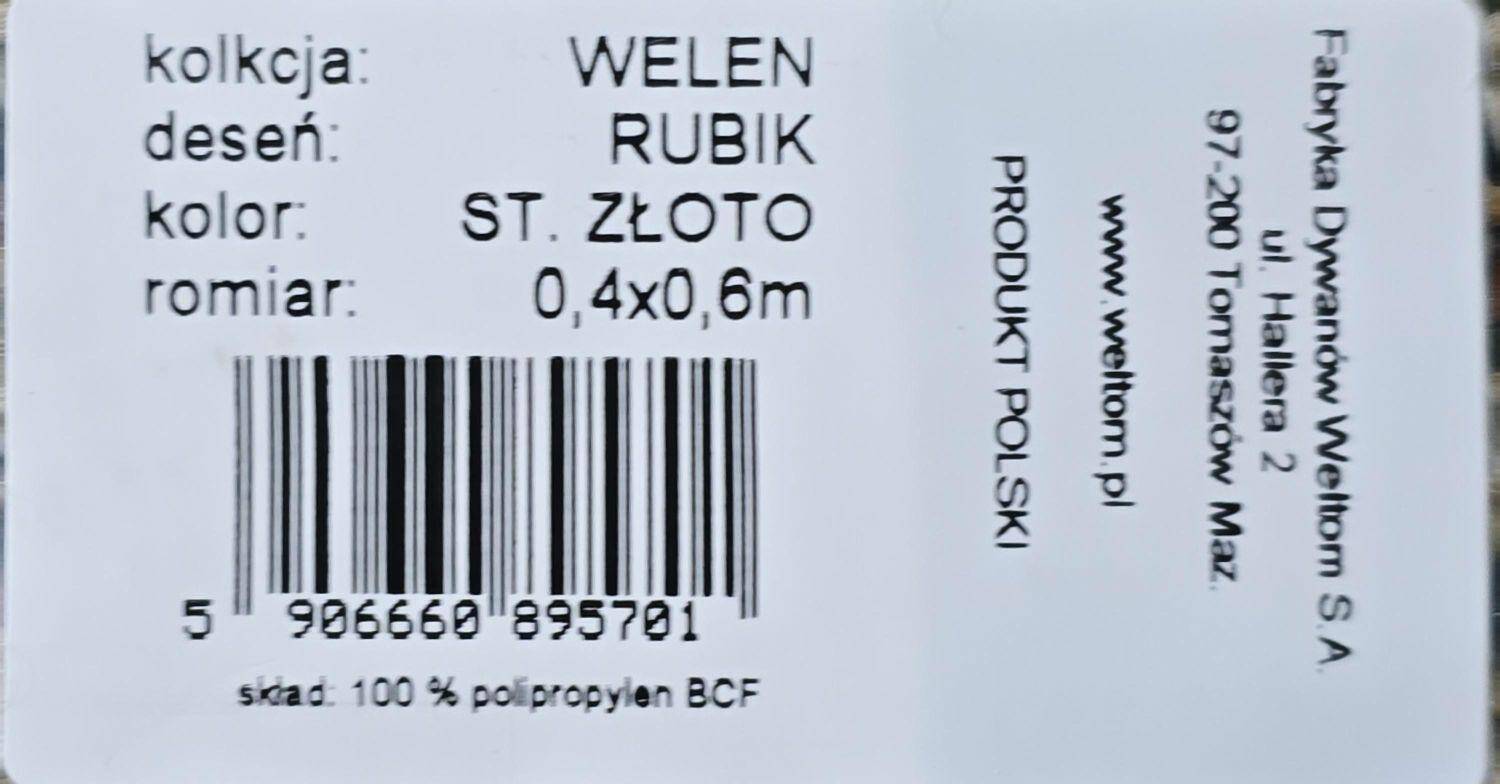 kolkcja: WELEN
deseń: RUBIK
kolor: ST. ZŁOTO
romiar: 0,4x0,6m
5 906660 895701
skład: 100 % polipropylen BCF
Fabryka Dywanów Weltom S.A.
ul. Hallera 2
97-200 Tomaszów Maz.
www.weltom.pl
PRODUKT POLSKI